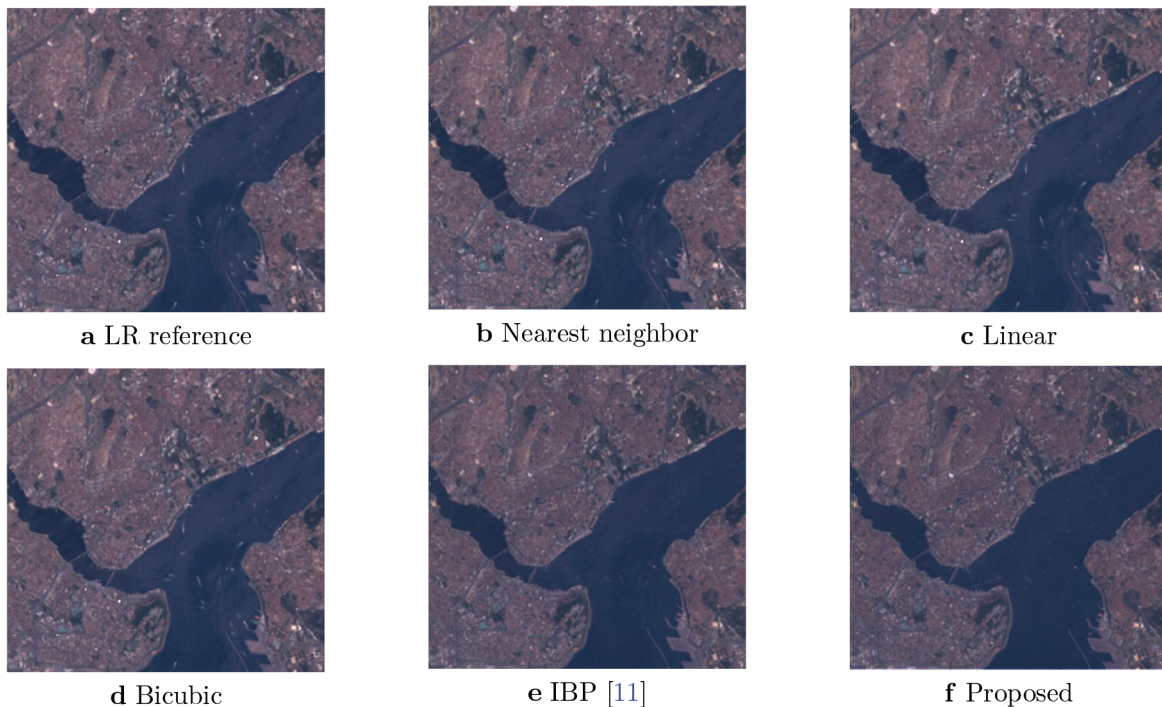 a LR reference
b Nearest neighbor
c Linear
d Bicubic
e IBP [11]
f Proposed